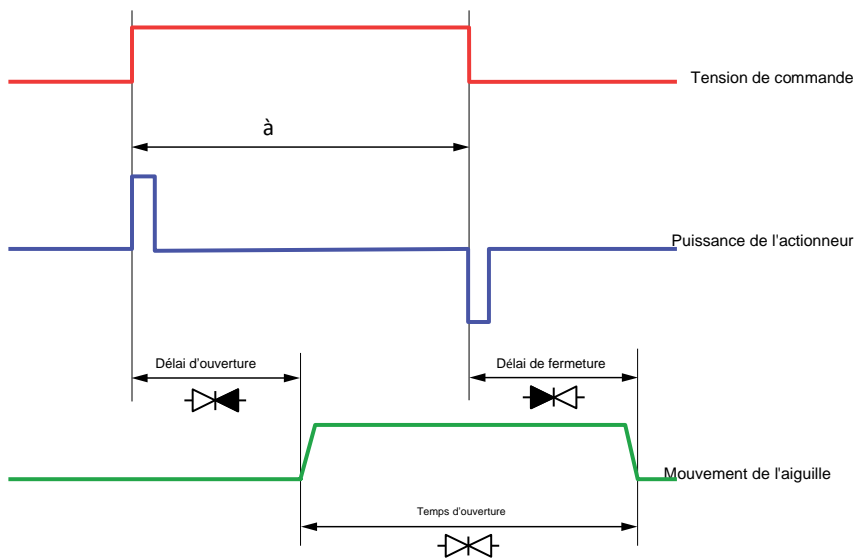 Tension de commande
à
Puissance de l'actionneur
Délai d'ouverture
Délai de fermeture
Mouvement de l'aiguille
Temps d'ouverture